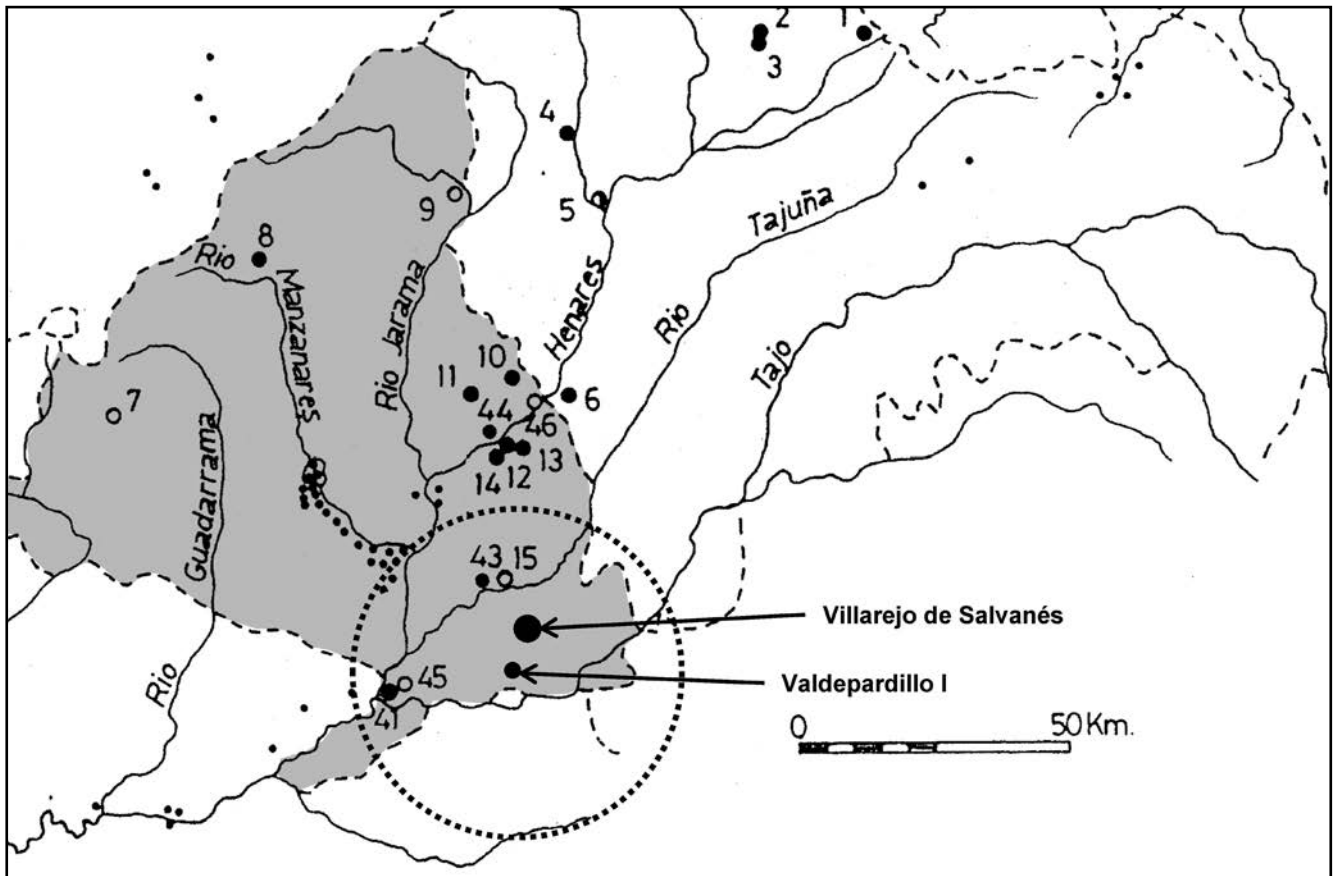 2
1
3
4
5
9
8
Rio
Manzanares
Rio Jarama
Henares
Rio
Tajuña
Tajo
7
Guadarrama
10
11
6
44
46
14
12
13
43
15
Villarejo de Salvanés
Valdepardillo I
Rio
45
41
0
50 Km.